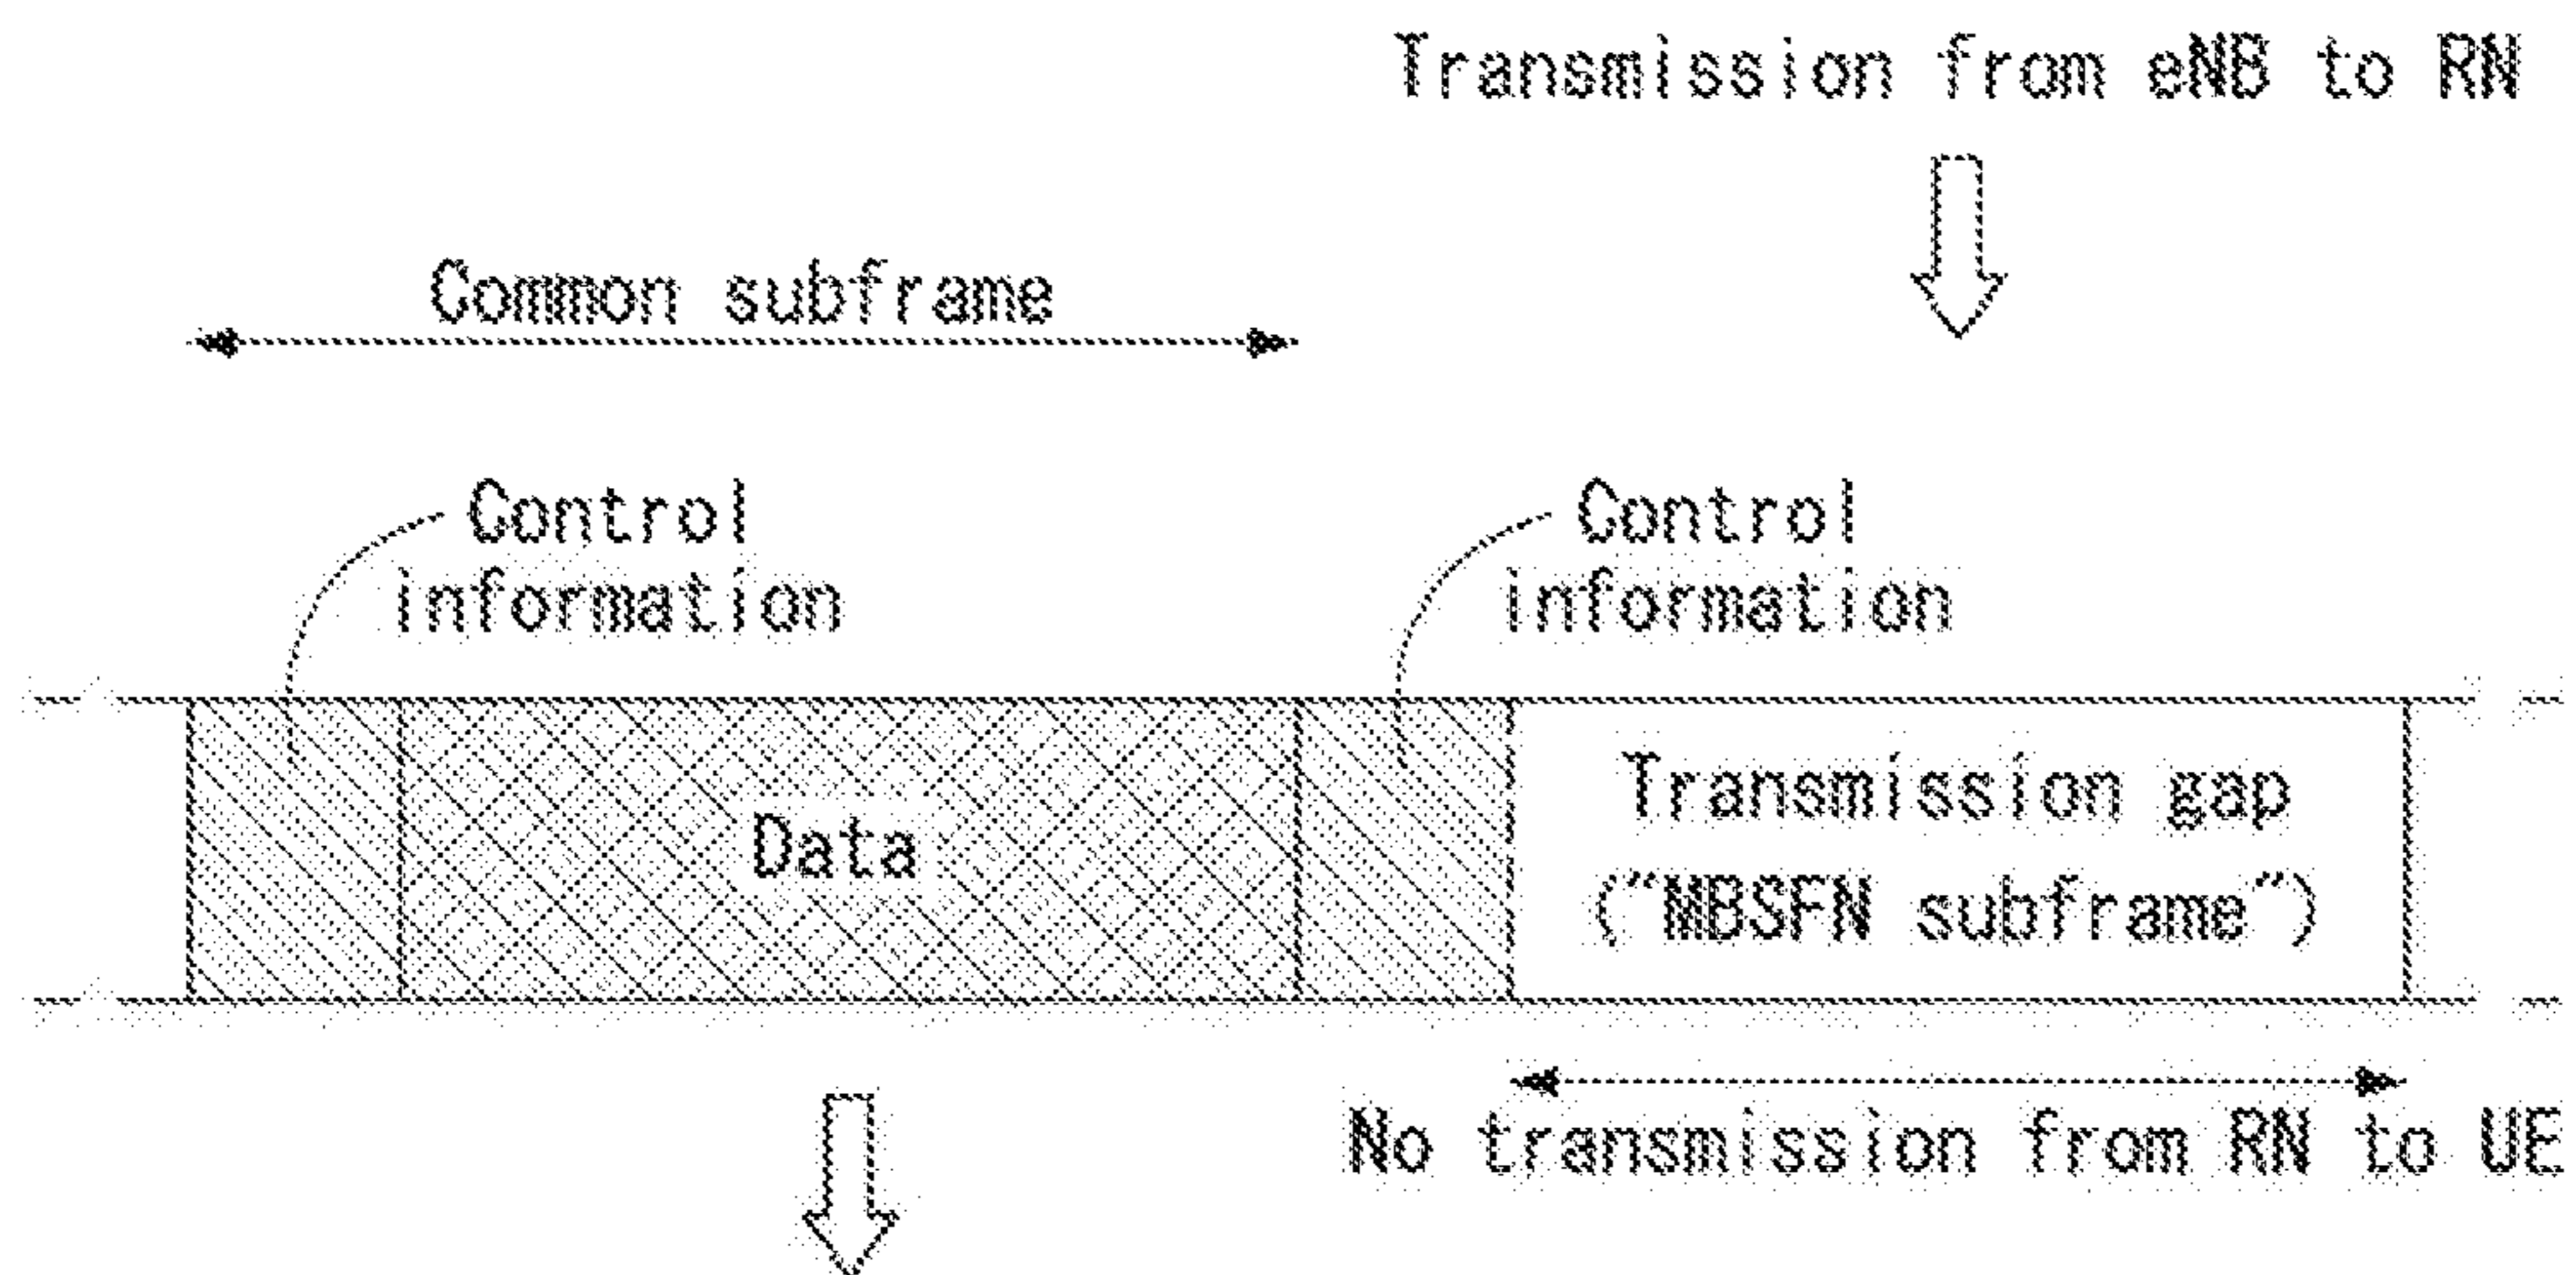 Transmission from eNB to RN
Common subframe
Control
information
Control
information
Data
Transmission gap
("MBSFN subframe")
No transmission from RN to UE